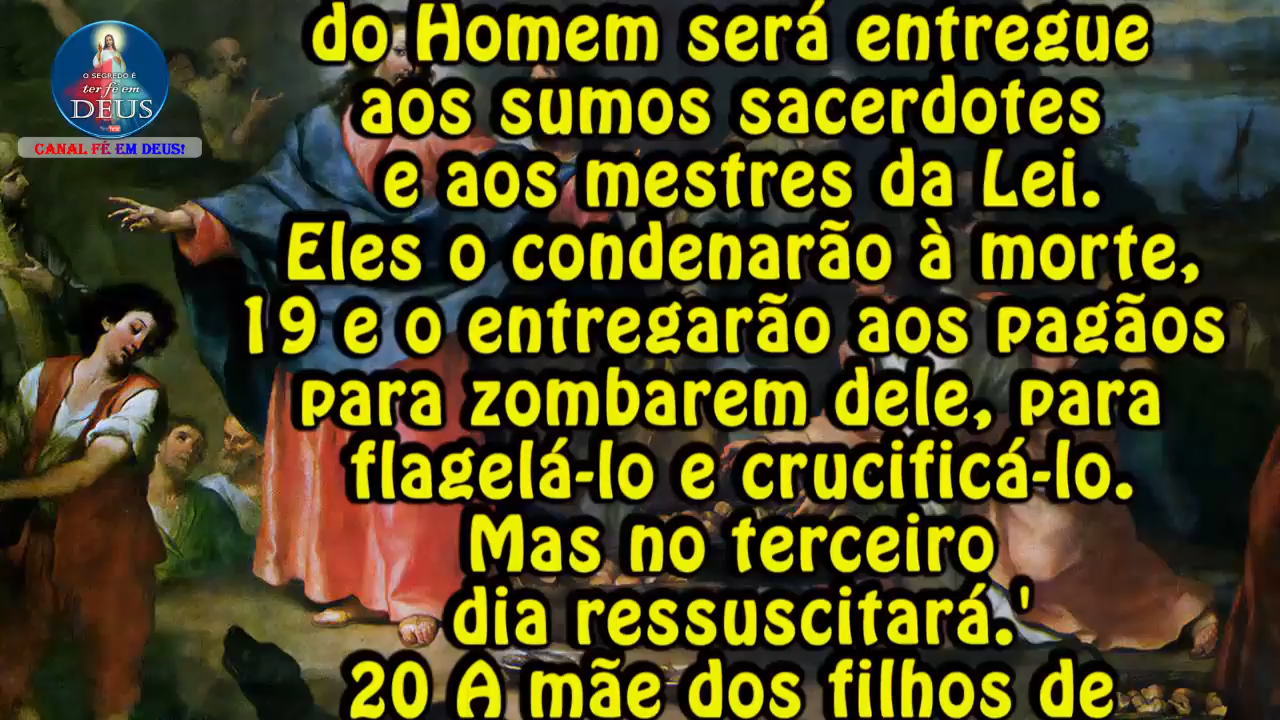 O SEGREDO É
ter fé em
DEUS
CANAL FÉ EM DEUS!
do Homem será entregue
aos sumos sacerdotes
e aos mestres da Lei.
Eles o condenarão à morte,
19 e o entregarão aos pagãos
para zombarem dele, para
flagelá-lo e crucificá-lo.
Mas no terceiro
dia ressuscitará.'
20 A mãe dos filhos de